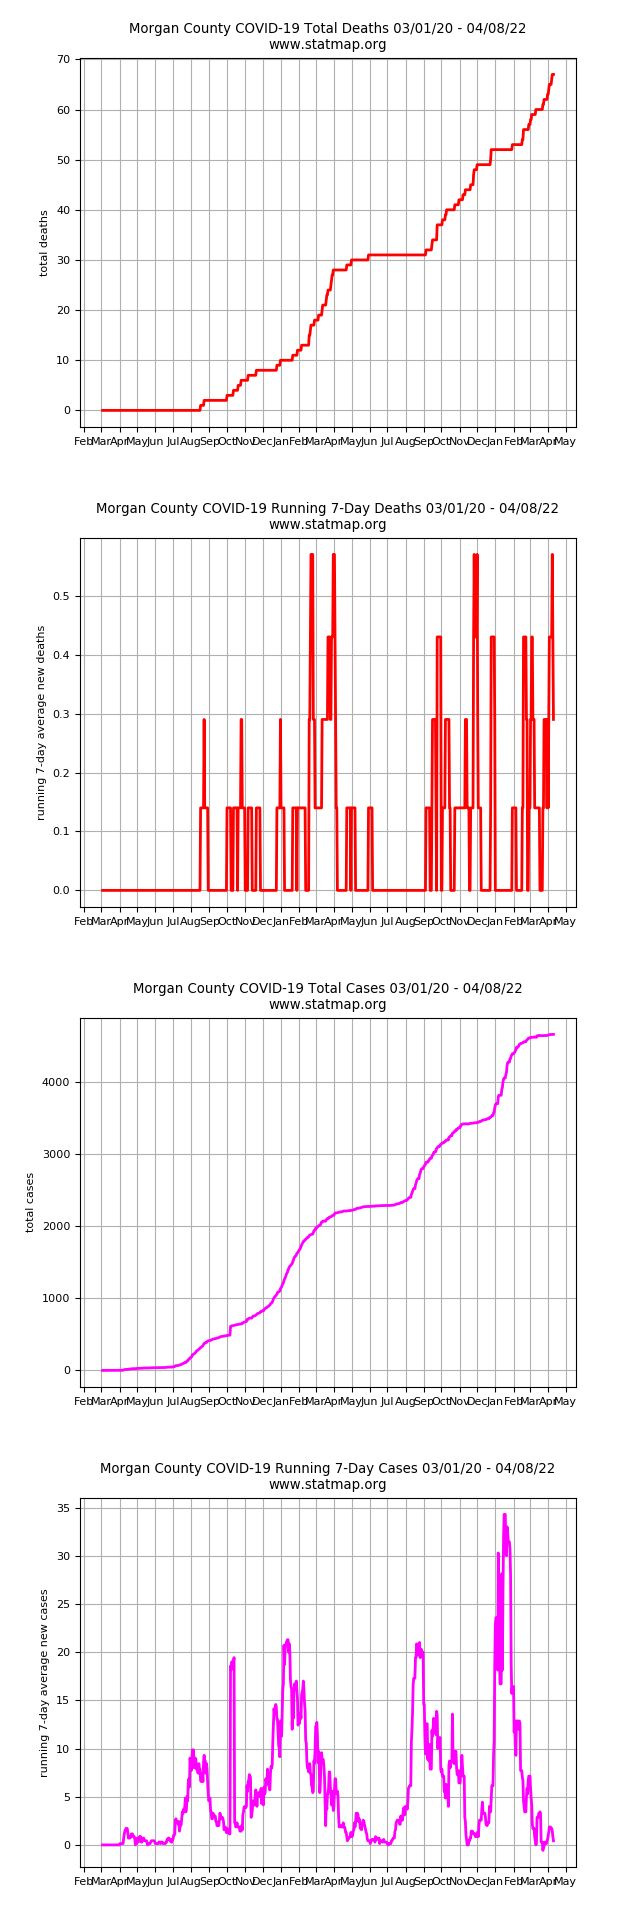 Morgan County COVID-19 Total Deaths 03/01/20 - 04/08/22
www.statmap.org
70
60
50
40
30
20
10
0
total deaths
Feb Mar Apr May Jun Jul Aug Sep Oct Nov Dec Jan Feb Mar Apr May Jun Jul Aug Sep Oct Nov Dec Jan Feb Mar Apr May
Morgan County COVID-19 Running 7-Day Deaths 03/01/20 - 04/08/22
www.statmap.org
0.5
0.4
0.3
0.2
0.1
0.0
running 7-day average new deaths
Feb Mar Apr May Jun Jul Aug Sep Oct Nov Dec Jan Feb Mar Apr May Jun Jul Aug Sep Oct Nov Dec Jan Feb Mar Apr May
Morgan County COVID-19 Total Cases 03/01/20 - 04/08/22
www.statmap.org
4000
3000
2000
1000
0
total cases
Feb Mar Apr May Jun Jul Aug Sep Oct Nov Dec Jan Feb Mar Apr May Jun Jul Aug Sep Oct Nov Dec Jan Feb Mar Apr May
Morgan County COVID-19 Running 7-Day Cases 03/01/20 - 04/08/22
www.statmap.org
35
30
25
20
15
10
5
0
running 7-day average new cases
Feb Mar Apr May Jun Jul Aug Sep Oct Nov Dec Jan Feb Mar Apr May Jun Jul Aug Sep Oct Nov Dec Jan Feb Mar Apr May